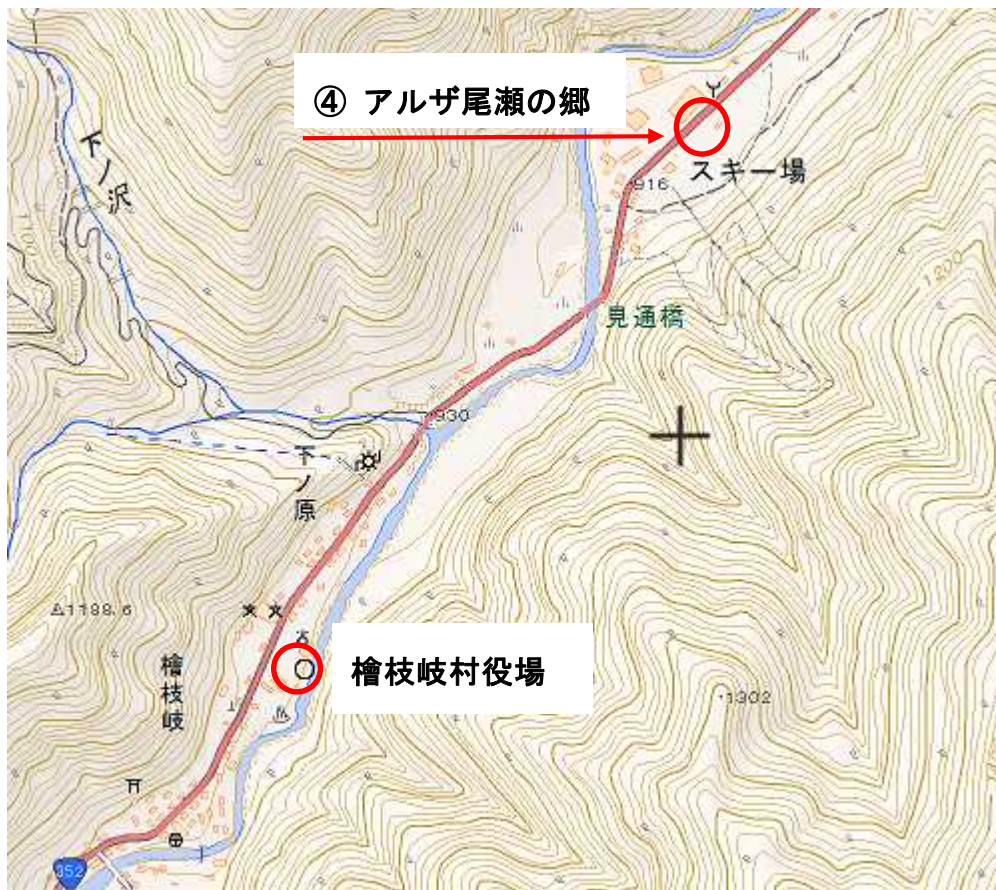 ④ アルザ尾瀬の郷
下ノ沢
スキー場
916
1200
見通橋
930
下ノ原
1198.6
檜枝岐村役場
檜枝岐
1302
352